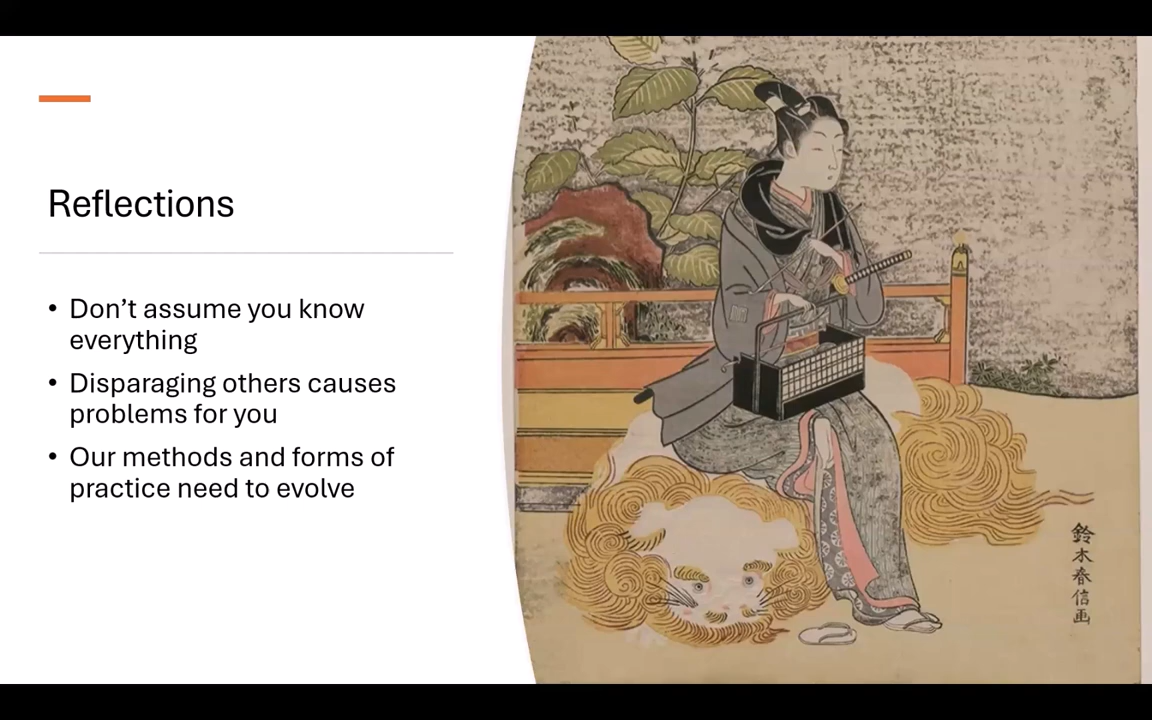 Reflections
• Don’t assume you know
everything
• Disparaging others causes
problems for you
• Our methods and forms of
practice need to evolve
鈴木春信画